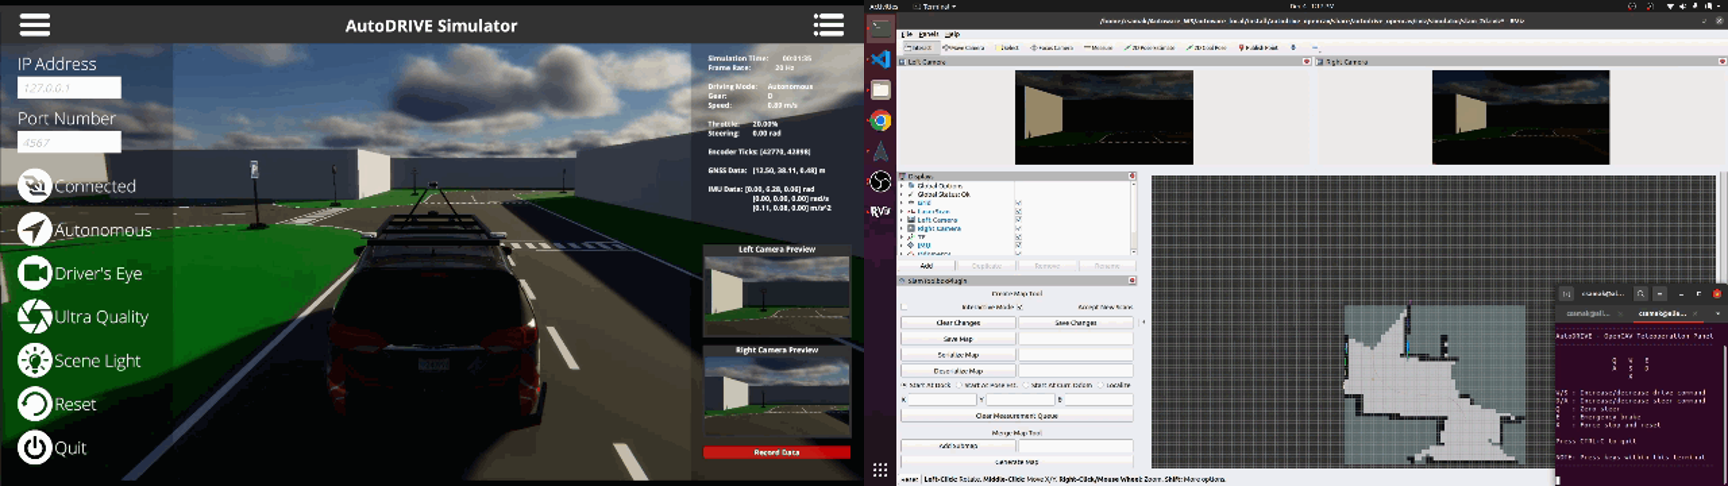 AutoDRIVE Simulator
IP Address
127.0.0.1
Port Number
4567
Connected
Autonomous
Driver's Eye
Ultra Quality
Scene Light
Reset
Quit
Simulation Time: 00:01:35
Frame Rate: 20 Hz
Driving Mode: Autonomous
Gear: D
Speed: 0.89 m/s
Throttle: 20.00%
Steering: 0.00 rad
Encoder Ticks: [42770, 42898]
GNSS Data: [12.50, 38.11, 0.48] m
IMU Data: [0.00, 6.28, 0.00] rad
[0.00, 0.00, 0.00] rad/s
[0.11, 0.08, 0.00] m/s^2
Left Camera Preview
Right Camera Preview
Record Data
Activities
Terminal
File Panels Help
Interact
Move Camera
Select
Focus Camera
Measure
2D Pose Estimate
2D Goal Pose
Publish Point
Left Camera
Right Camera
Displays
Global Options
Global Status: Ok
Grid
LaserScan
Left Camera
Right Camera
TF
IMU
Add
Duplicate
Remove
Rename
SlamToolboxPlugin
Create Map Tool
Interactive Mode
Accept New Scans
Clear Changes
Save Changes
Save Map
Serialize Map
Deserialize Map
Start At Dock
Start At Pose Est.
Start At Curr. Odom
Localize
X
Y
θ
Clear Measurement Queue
Merge Map Tool
Add Submap
Generate Map
Reset
Left-Click: Rotate. Middle-Click: Move X/Y. Right-Click/Mouse Wheel: Zoom. Shift: More options.
RViz
AutoDRIVE - OpenCAV Teleoperation Panel
Q W E
A S D
X
W/S : Increase/decrease drive command
D/A : Increase/decrease steer command
Q : Zero steer
E : Emergency brake
X : Force stop and reset
Press CTRL+C to quit
NOTE: Press keys within this terminal